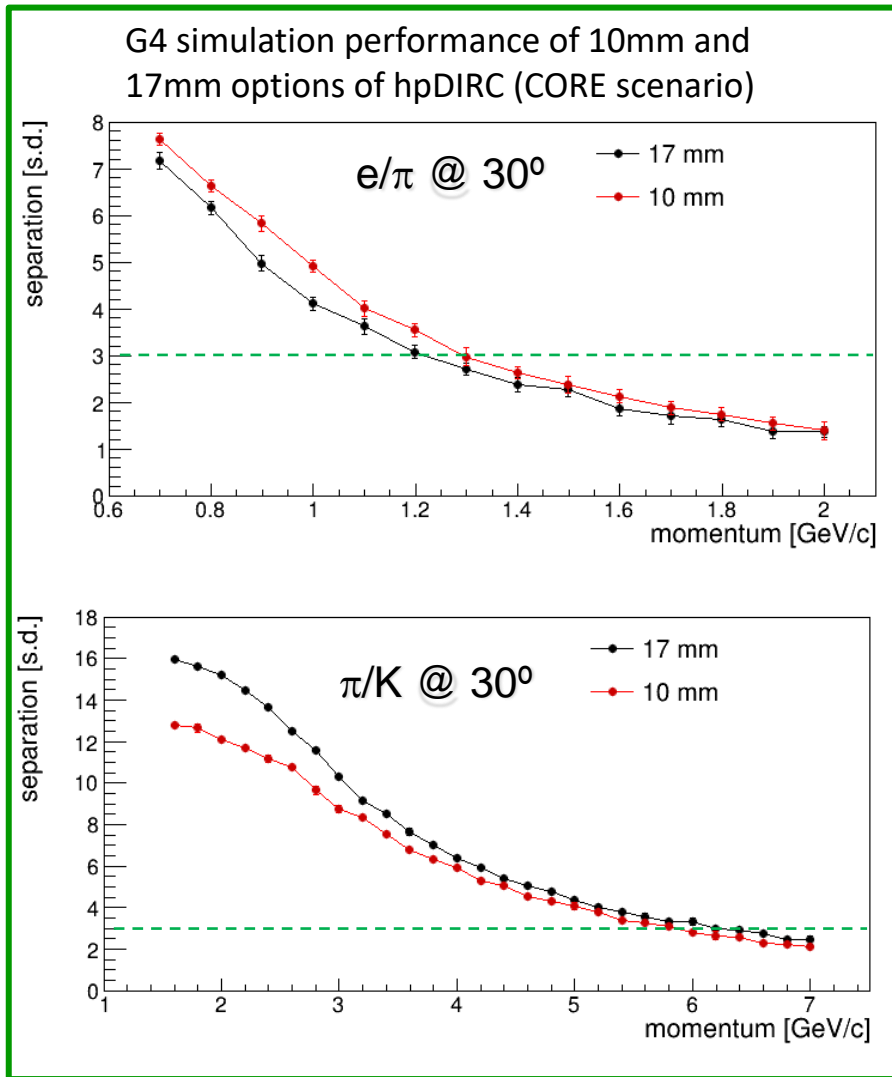 G4 simulation performance of 10mm and
17mm options of hpDIRC (CORE scenario)
separation [s.d.]
8
7
6
5
4
3
2
1
0
e/π @ 30º
17 mm
10 mm
0.6 0.8 1 1.2 1.4 1.6 1.8 2
momentum [GeV/c]
separation [s.d.]
18
16
14
12
10
8
6
4
2
0
π/K @ 30º
17 mm
10 mm
1 2 3 4 5 6 7
momentum [GeV/c]